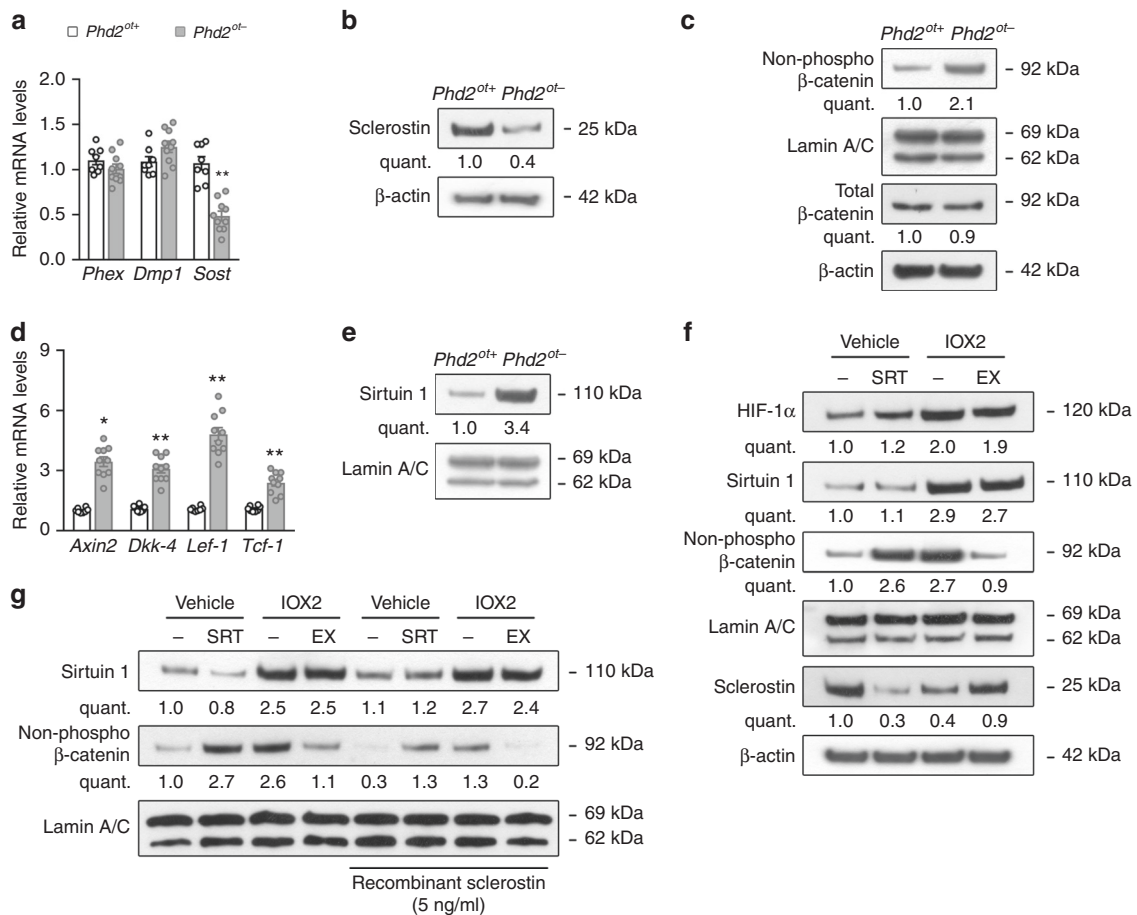 a
Phd2ot+ Phd2ot–
Relative mRNA levels
2.0
1.5
1.0
0.5
0.0
**
Phex Dmp1 Sost
b
Phd2ot+ Phd2ot–
Sclerostin – 25 kDa
quant. 1.0 0.4
β-actin – 42 kDa
c
Phd2ot+ Phd2ot–
Non-phospho
β-catenin – 92 kDa
quant. 1.0 2.1
Lamin A/C – 69 kDa
– 62 kDa
Total
β-catenin – 92 kDa
quant. 1.0 0.9
β-actin – 42 kDa
d
Relative mRNA levels
9
6
3
0
* ** ** **
Axin2 Dkk-4 Lef-1 Tcf-1
e
Phd2ot+ Phd2ot–
Sirtuin 1 – 110 kDa
quant. 1.0 3.4
Lamin A/C – 69 kDa
– 62 kDa
f
Vehicle IOX2
– SRT – EX
HIF-1α – 120 kDa
quant. 1.0 1.2 2.0 1.9
Sirtuin 1 – 110 kDa
quant. 1.0 1.1 2.9 2.7
Non-phospho
β-catenin – 92 kDa
quant. 1.0 2.6 2.7 0.9
Lamin A/C – 69 kDa
– 62 kDa
Sclerostin – 25 kDa
quant. 1.0 0.3 0.4 0.9
β-actin – 42 kDa
g
Vehicle IOX2 Vehicle IOX2
– SRT – EX – SRT – EX
Sirtuin 1 – 110 kDa
quant. 1.0 0.8 2.5 2.5 1.1 1.2 2.7 2.4
Non-phospho
β-catenin – 92 kDa
quant. 1.0 2.7 2.6 1.1 0.3 1.3 1.3 0.2
Lamin A/C – 69 kDa
– 62 kDa
Recombinant sclerostin
(5 ng/ml)